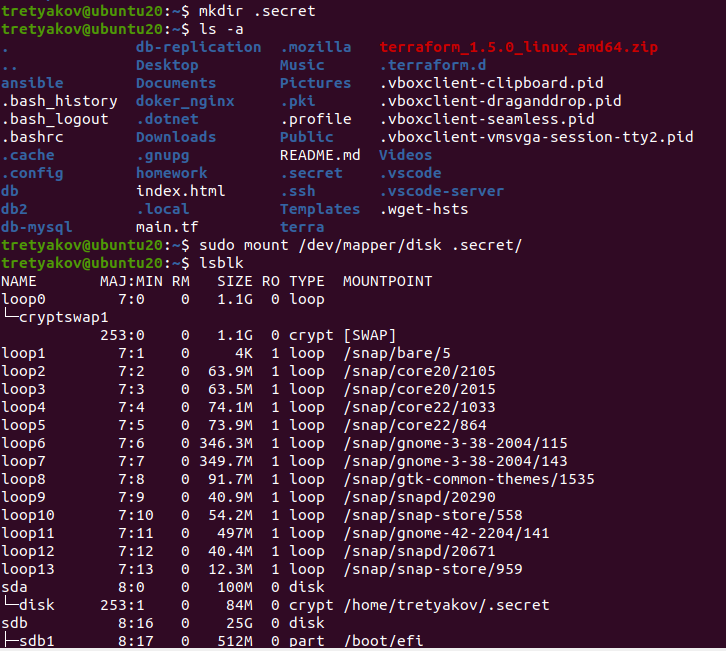 tretyakov@ubuntu20:~$ mkdir .secret
tretyakov@ubuntu20:~$ ls -a
.              db-replication  .mozilla   terraform_1.5.0_linux_amd64.zip
..             Desktop         Music      .terraform.d
ansible        Documents       Pictures   .vboxclient-clipboard.pid
.bash_history  doker_nginx     .pki       .vboxclient-draganddrop.pid
.bash_logout   .dotnet         .profile   .vboxclient-seamless.pid
.bashrc        Downloads       Public     .vboxclient-vmsvga-session-tty2.pid
.cache         .gnupg          README.md  Videos
.config        homework        .secret    .vscode
db             index.html      .ssh       .vscode-server
db2            .local          Templates  .wget-hsts
db-mysql       main.tf         terra
tretyakov@ubuntu20:~$ sudo mount /dev/mapper/disk .secret/
tretyakov@ubuntu20:~$ lsblk
NAME       MAJ:MIN RM   SIZE RO TYPE  MOUNTPOINT
loop0        7:0    0   1.1G  0 loop
└─cryptswap1
           253:0    0   1.1G  0 crypt [SWAP]
loop1        7:1    0     4K  1 loop  /snap/bare/5
loop2        7:2    0  63.9M  1 loop  /snap/core20/2105
loop3        7:3    0  63.5M  1 loop  /snap/core20/2015
loop4        7:4    0  74.1M  1 loop  /snap/core22/1033
loop5        7:5    0  73.9M  1 loop  /snap/core22/864
loop6        7:6    0 346.3M  1 loop  /snap/gnome-3-38-2004/115
loop7        7:7    0 349.7M  1 loop  /snap/gnome-3-38-2004/143
loop8        7:8    0  91.7M  1 loop  /snap/gtk-common-themes/1535
loop9        7:9    0  40.9M  1 loop  /snap/snapd/20290
loop10       7:10   0  54.2M  1 loop  /snap/snap-store/558
loop11       7:11   0   497M  1 loop  /snap/gnome-42-2204/141
loop12       7:12   0  40.4M  1 loop  /snap/snapd/20671
loop13       7:13   0  12.3M  1 loop  /snap/snap-store/959
sda          8:0    0   100M  0 disk
└─disk     253:1    0    84M  0 crypt /home/tretyakov/.secret
sdb          8:16   0    25G  0 disk
├─sdb1       8:17   0   512M  0 part  /boot/efi